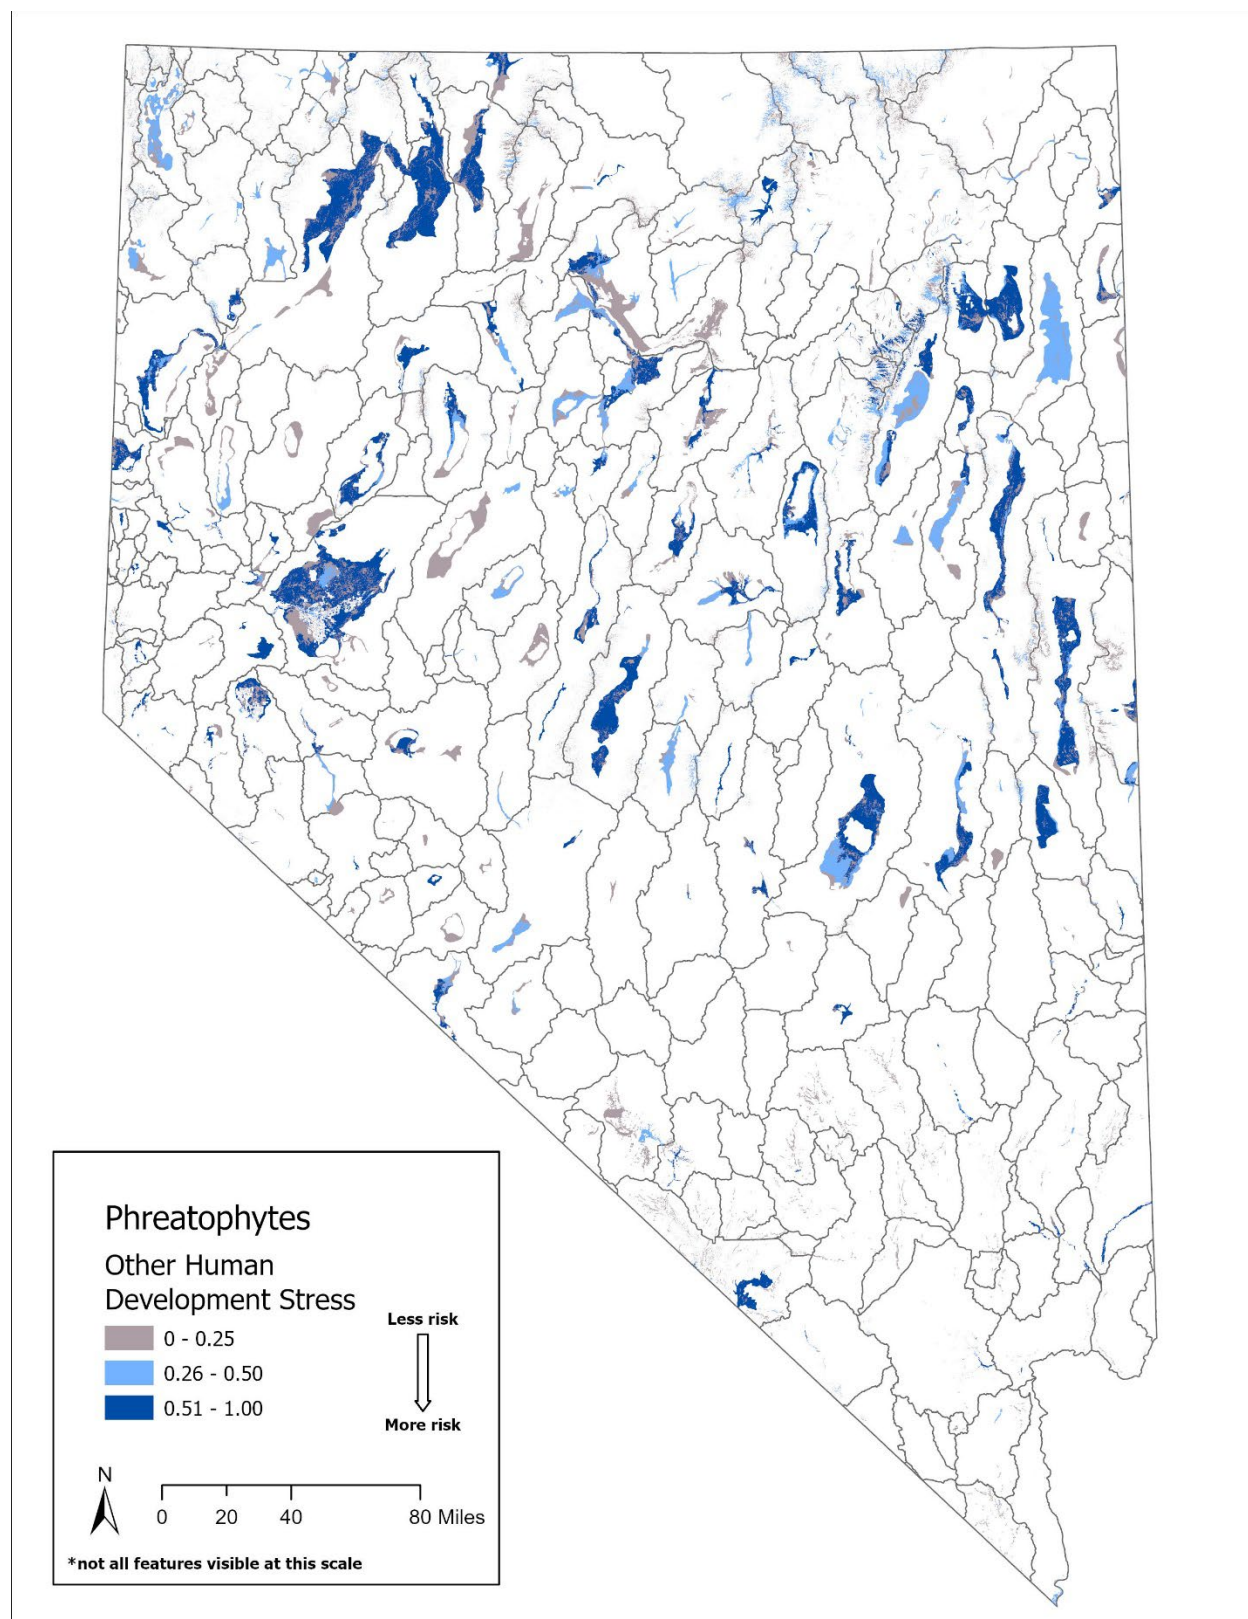 Phreatophytes
Other Human
Development Stress
0 - 0.25
0.26 - 0.50
0.51 - 1.00
Less risk
More risk
N
0 20 40 80 Miles
*not all features visible at this scale